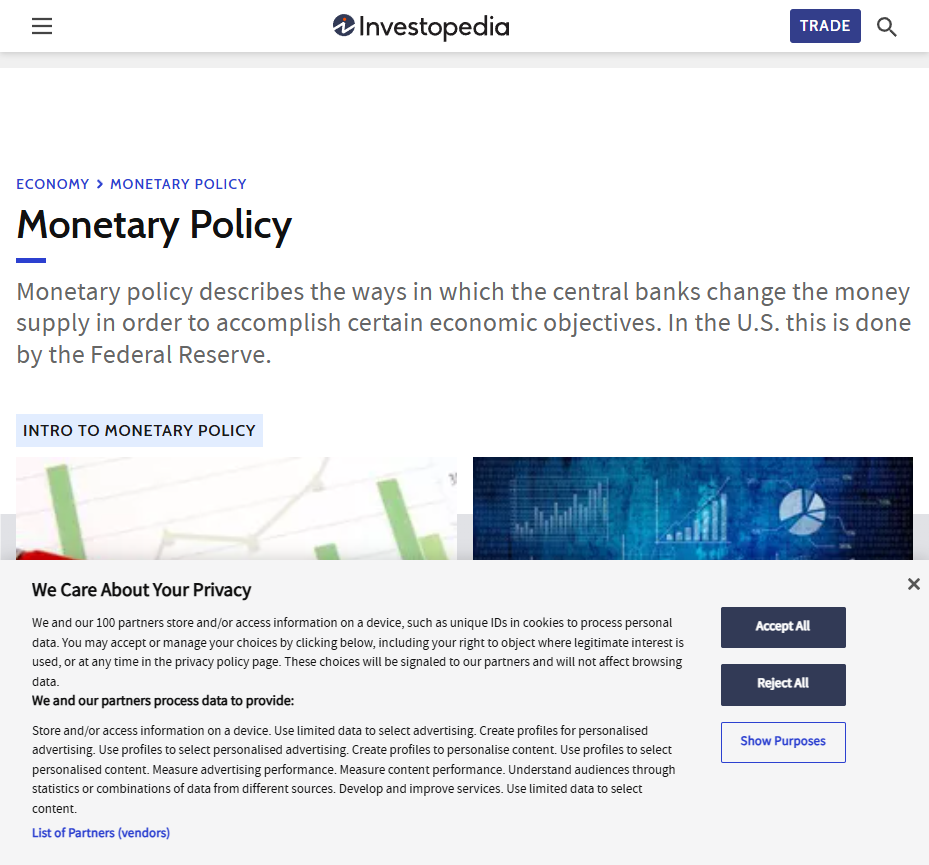 Investopedia
TRADE
ECONOMY > MONETARY POLICY
Monetary Policy
Monetary policy describes the ways in which the central banks change the money
supply in order to accomplish certain economic objectives. In the U.S. this is done
by the Federal Reserve.
INTRO TO MONETARY POLICY
We Care About Your Privacy
We and our 100 partners store and/or access information on a device, such as unique IDs in cookies to process personal
data. You may accept or manage your choices by clicking below, including your right to object where legitimate interest is
used, or at any time in the privacy policy page. These choices will be signaled to our partners and will not affect browsing
data.
We and our partners process data to provide:
Store and/or access information on a device. Use limited data to select advertising. Create profiles for personalised
advertising. Use profiles to select personalised advertising. Create profiles to personalise content. Use profiles to select
personalised content. Measure advertising performance. Measure content performance. Understand audiences through
statistics or combinations of data from different sources. Develop and improve services. Use limited data to select
content.
List of Partners (vendors)
Accept All
Reject All
Show Purposes